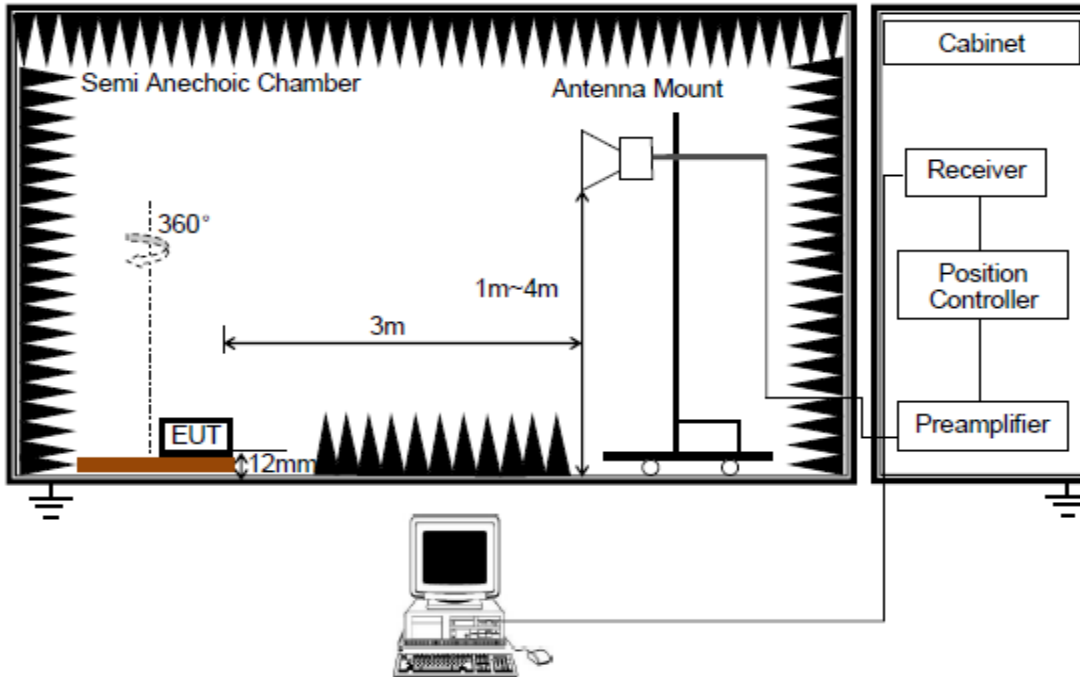 Semi Anechoic Chamber
Antenna Mount
360°
1m~4m
3m
EUT
12mm
Cabinet
Receiver
Position
Controller
Preamplifier